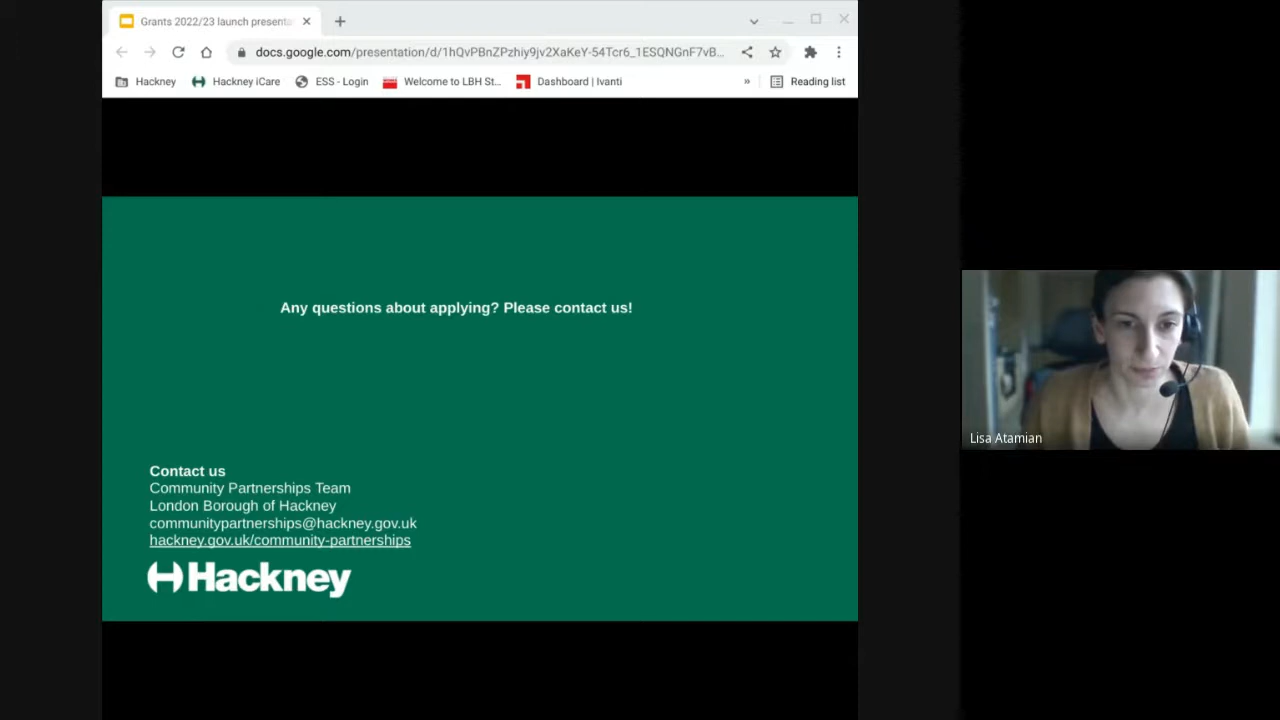 Grants 2022/23 launch presenta
docs.google.com/presentation/d/1hQvPBnZPzhiy9jv2XaKeY-54Tcr6_1ESQNGnF7vB...
Hackney
Hackney iCare
ESS - Login
Welcome to LBH St...
Dashboard | Ivanti
»
Reading list
Any questions about applying? Please contact us!
Contact us
Community Partnerships Team
London Borough of Hackney
communitypartnerships@hackney.gov.uk
hackney.gov.uk/community-partnerships
Hackney
Lisa Atamian